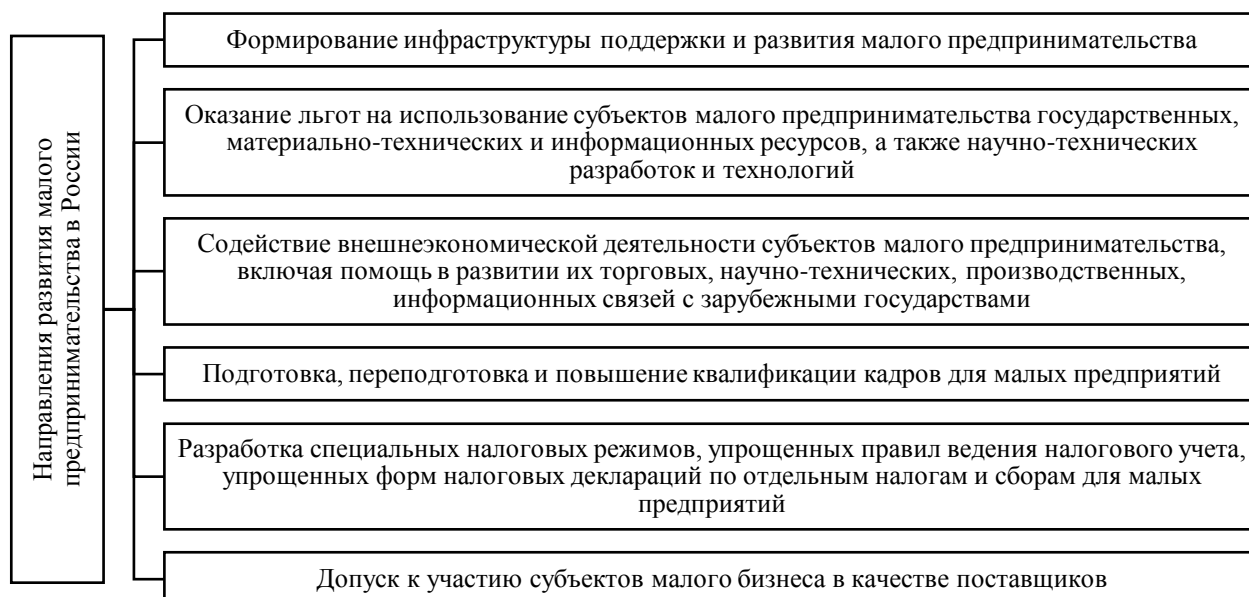 Направления развития малого
предпринимательства в России
Формирование инфраструктуры поддержки и развития малого предпринимательства
Оказание льгот на использование субъектов малого предпринимательства государственных,
материально-технических и информационных ресурсов, а также научно-технических
разработок и технологий
Содействие внешнеэкономической деятельности субъектов малого предпринимательства,
включая помощь в развитии их торговых, научно-технических, производственных,
информационных связей с зарубежными государствами
Подготовка, переподготовка и повышение квалификации кадров для малых предприятий
Разработка специальных налоговых режимов, упрощенных правил ведения налогового учета,
упрощенных форм налоговых деклараций по отдельным налогам и сборам для малых
предприятий
Допуск к участию субъектов малого бизнеса в качестве поставщиков